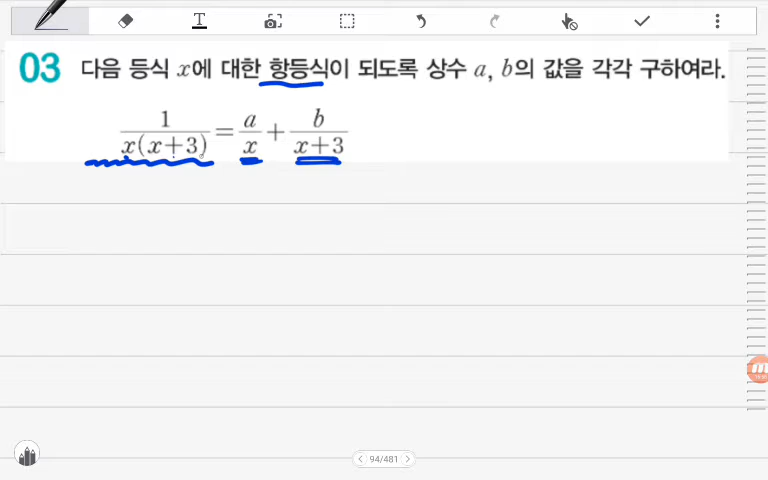 T
03 다음 등식 x에 대한 항등식이 되도록 상수 a, b의 값을 각각 구하여라.
1/x(x+3) = a/x + b/x+3
94/481